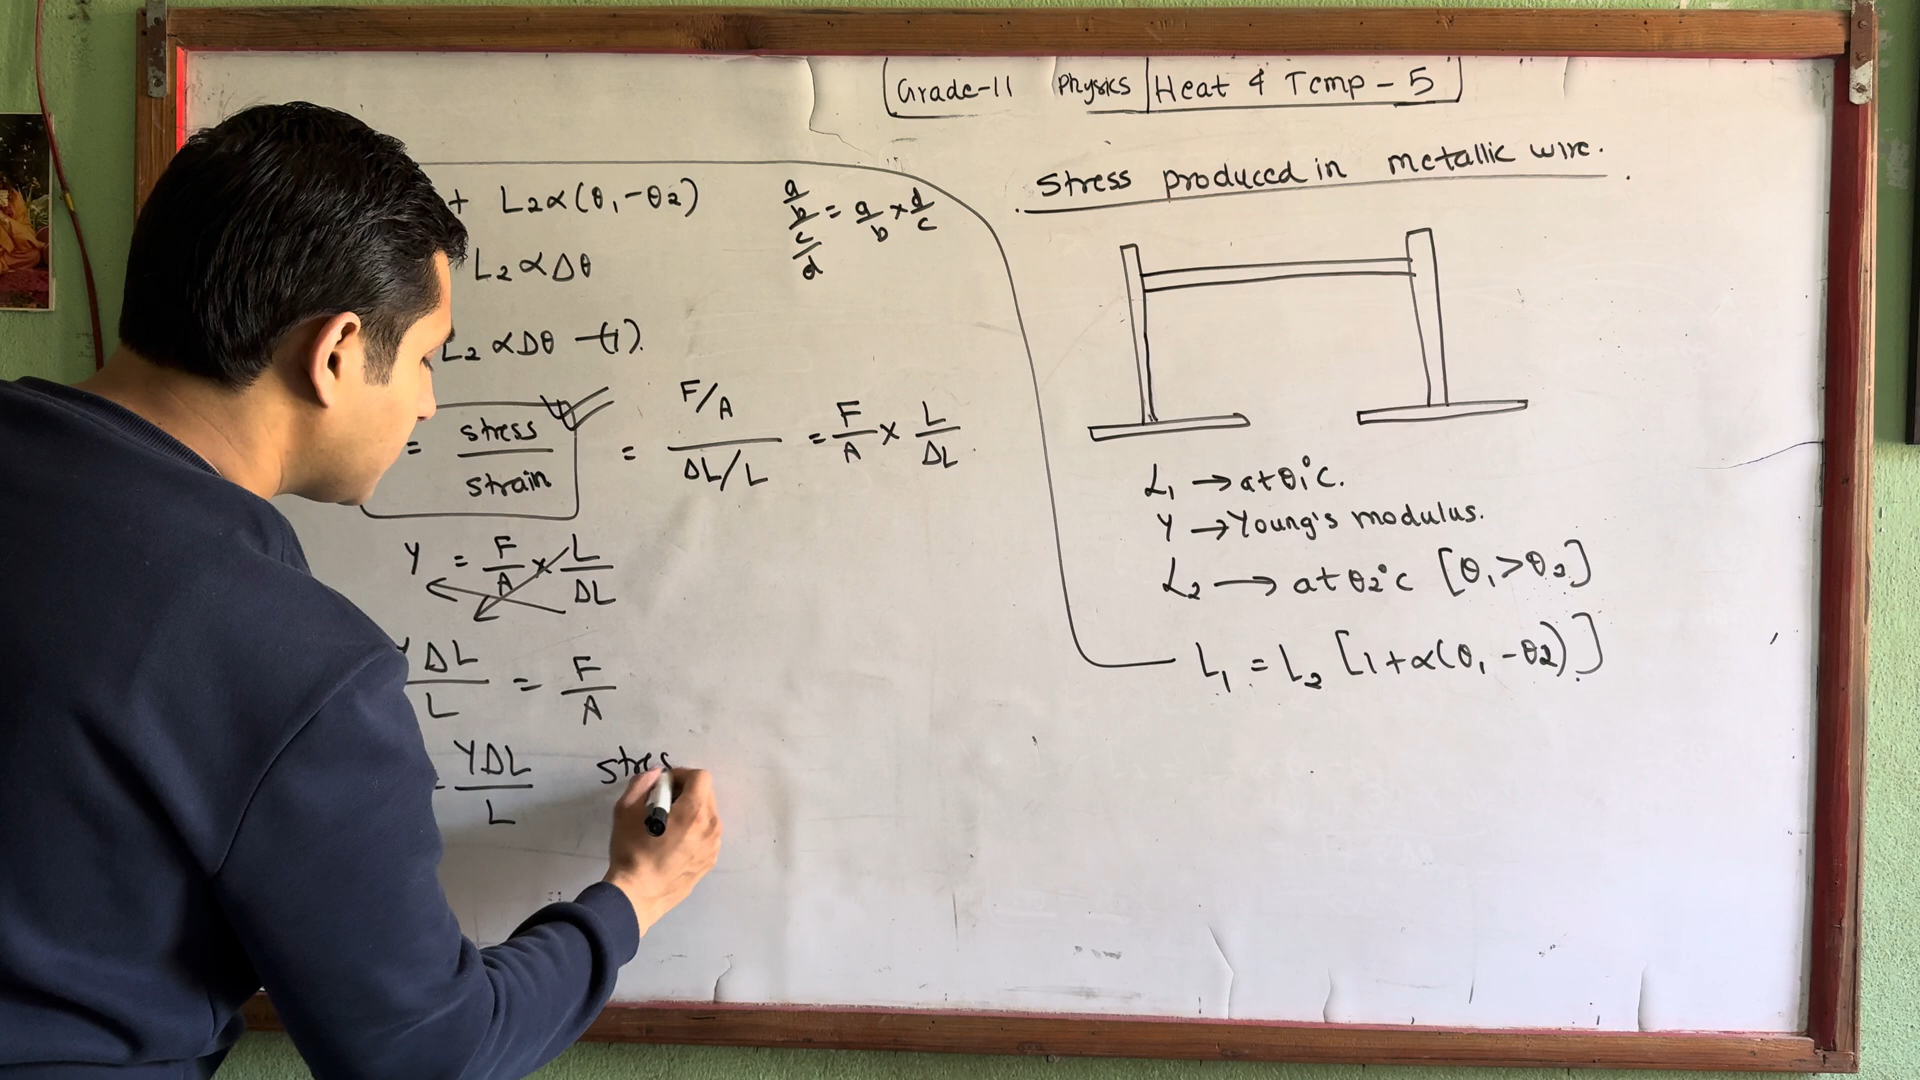 Grade-11 Physics Heat & Temp - 5
Stress produced in metallic wire.
+ L₂α(θ₁-θ₂)
L₂αΔθ
L₂αΔθ -(1).
a/b / c/d = a/b × d/c
= stress/strain = F/A / ΔL/L = F/A × L/ΔL.
Y = F/A × L/ΔL
YΔL/L = F/A
YΔL/L stres
L₁ → at θ₁°C.
Y → Young's modulus.
L₂ → at θ₂°C [θ₁>θ₂]
L₁ = L₂ [1+α(θ₁-θ₂)]